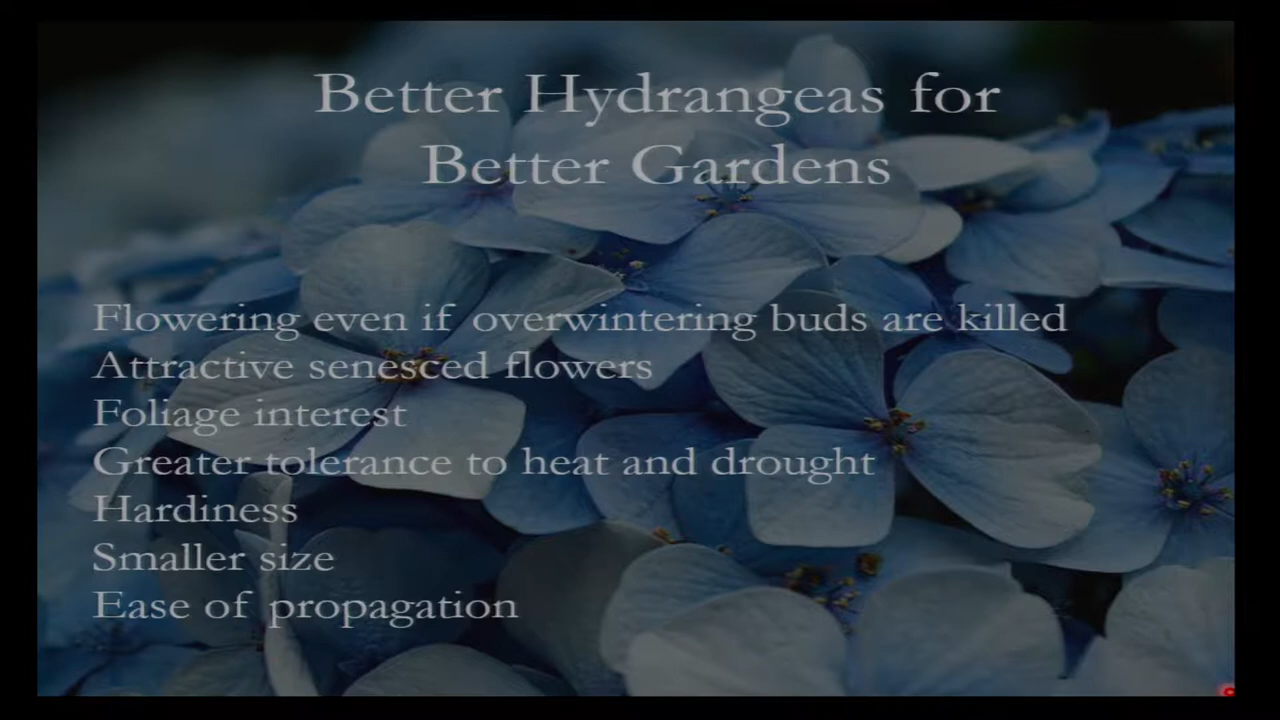 Better Hydrangeas for
Better Gardens
Flowering even if overwintering buds are killed
Attractive senesced flowers
Foliage interest
Greater tolerance to heat and drought
Hardiness
Smaller size
Ease of propagation